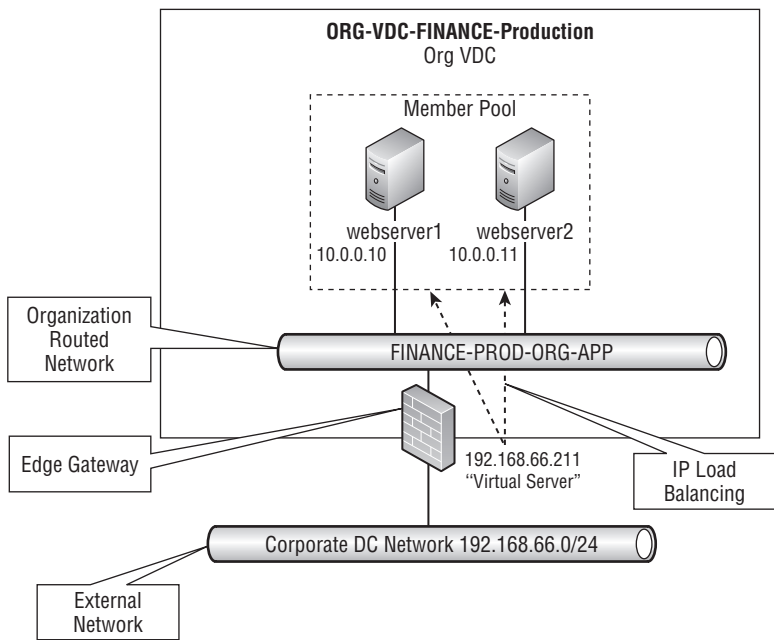 ORG-VDC-FINANCE-Production
Org VDC
Member Pool
webserver1
10.0.0.10
webserver2
10.0.0.11
Organization
Routed
Network
FINANCE-PROD-ORG-APP
Edge Gateway
192.168.66.211
“Virtual Server”
IP Load
Balancing
Corporate DC Network 192.168.66.0/24
External
Network